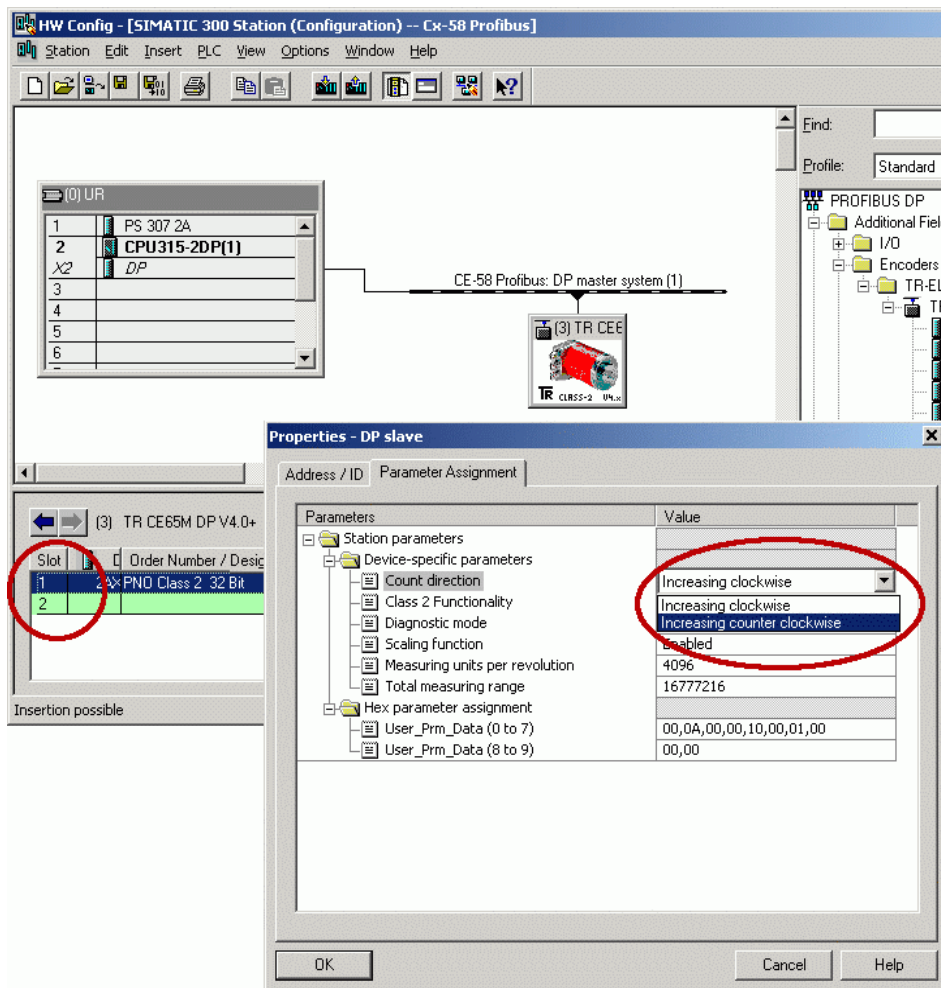 HW Config - [SIMATIC 300 Station (Configuration) -- Cx-58 Profibus]
Station Edit Insert PLC View Options Window Help
Find:
Profile: Standard
(0) UR
1 PS 307 2A
2 CPU315-2DP(1)
X2 DP
3
4
5
6
CE-58 Profibus: DP master system (1)
(3) TR CEE
TR CLASS-2 V4.x
PROFIBUS DP
Additional Fiel
I/O
Encoders
TR-EL
(3) TR CE65M DP V4.0+
Slot Order Number / Desig
1 2AX PNO Class 2 32 Bit
2
Insertion possible
Properties - DP slave
Address / ID Parameter Assignment
Parameters Value
Station parameters
Device-specific parameters
Count direction Increasing clockwise
Class 2 Functionality Increasing clockwise
Diagnostic mode Increasing counter clockwise
Scaling function Enabled
Measuring units per revolution 4096
Total measuring range 16777216
Hex parameter assignment
User_Prm_Data (0 to 7) 00,0A,00,00,10,00,01,00
User_Prm_Data (8 to 9) 00,00
OK Cancel Help